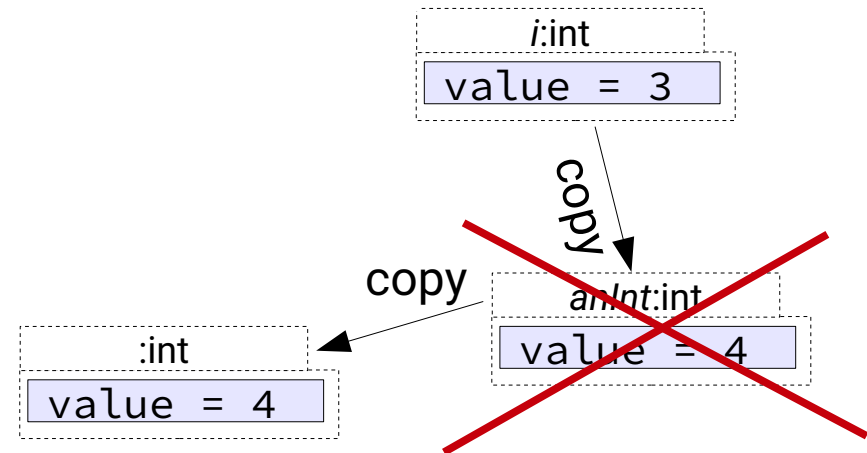 i:int
value = 3
copy
copy
anInt:int
value = 4
:int
value = 4